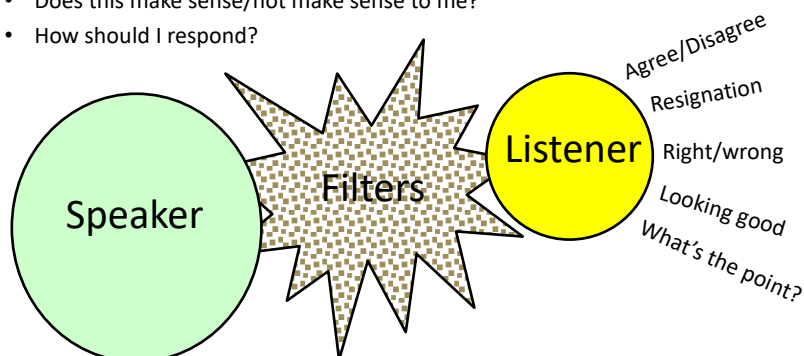 • Does this make sense/not make sense to me?
• How should I respond?
Speaker
Filters
Listener
Agree/Disagree
Resignation
Right/wrong
Looking good
What’s the point?